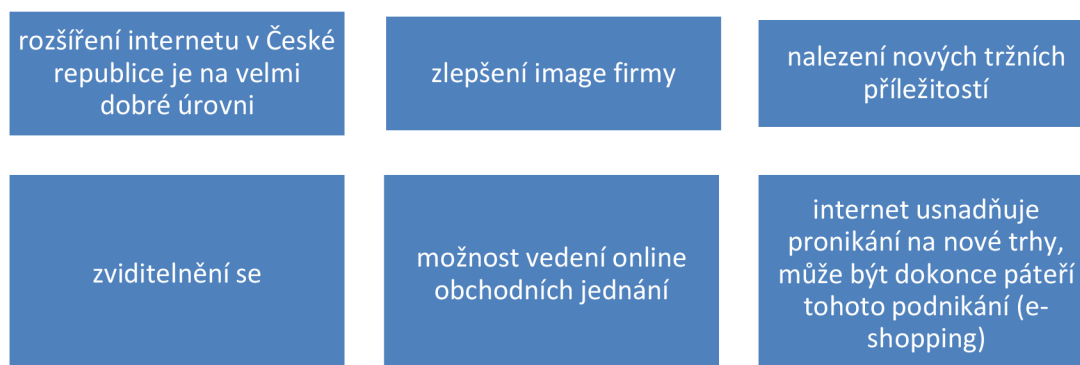 rozšíření internetu v České
republice je na velmi
dobré úrovni
zlepšení image firmy
nalezení nových tržních
příležitostí
zviditelnění se
možnost vedení online
obchodních jednání
internet usnadňuje
pronikání na nové trhy,
může být dokonce páteří
tohoto podnikání (e-
shopping)